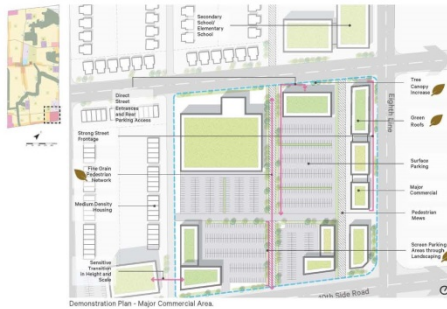 Secondary
School/
Elementary
School
Direct
Street
Entrances
and Rear
Parking Access
Strong Street
Frontage
Fine Grain
Pedestrian
Network
Medium Density
Housing
Sensitive
Transition
in Height and
Scale
Tree
Canopy
Increase
Green
Roofs
Eighth Line
Surface
Parking
Major
Commercial
Pedestrian
Mews
Screen Parking
Areas through
Landscaping
10th Side Road
Demonstration Plan - Major Commercial Area.